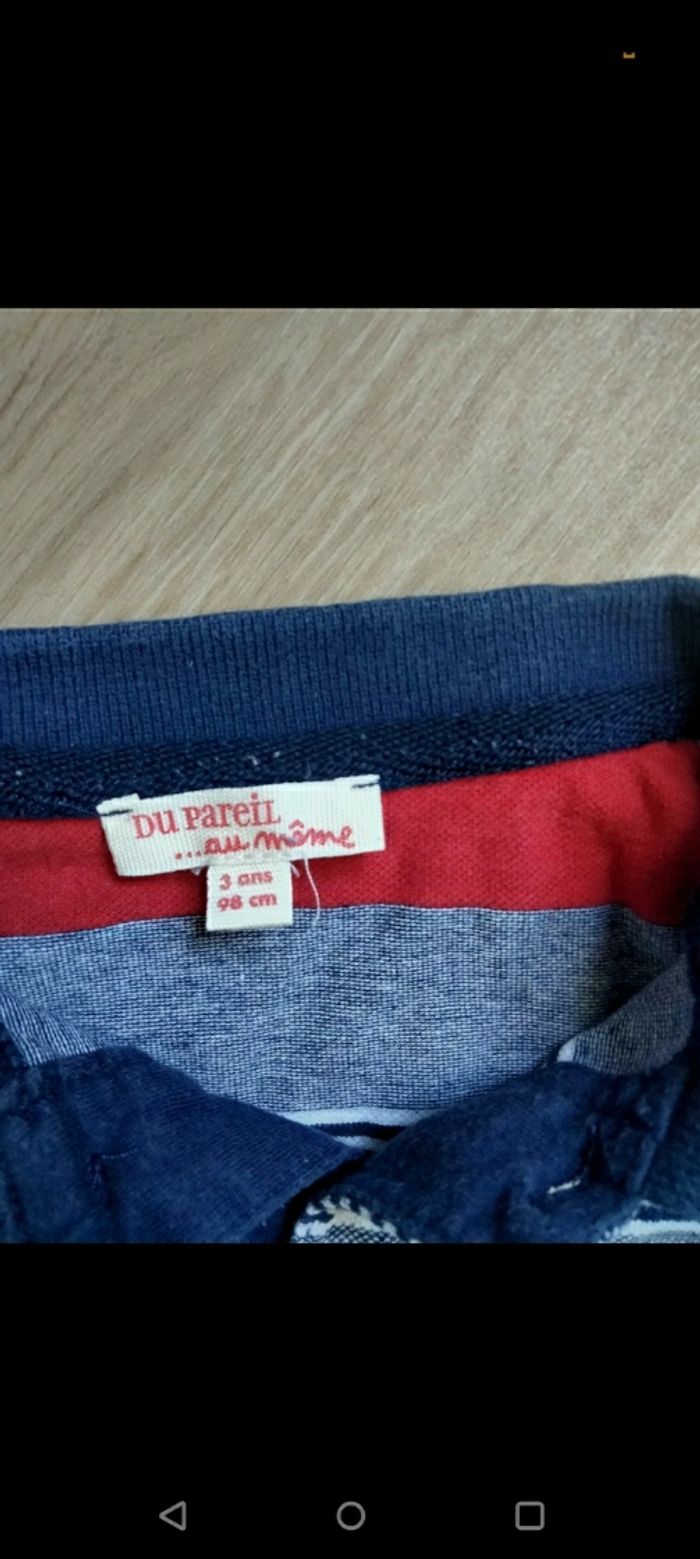 DU PAREIL
...au même
3 ans
98 cm